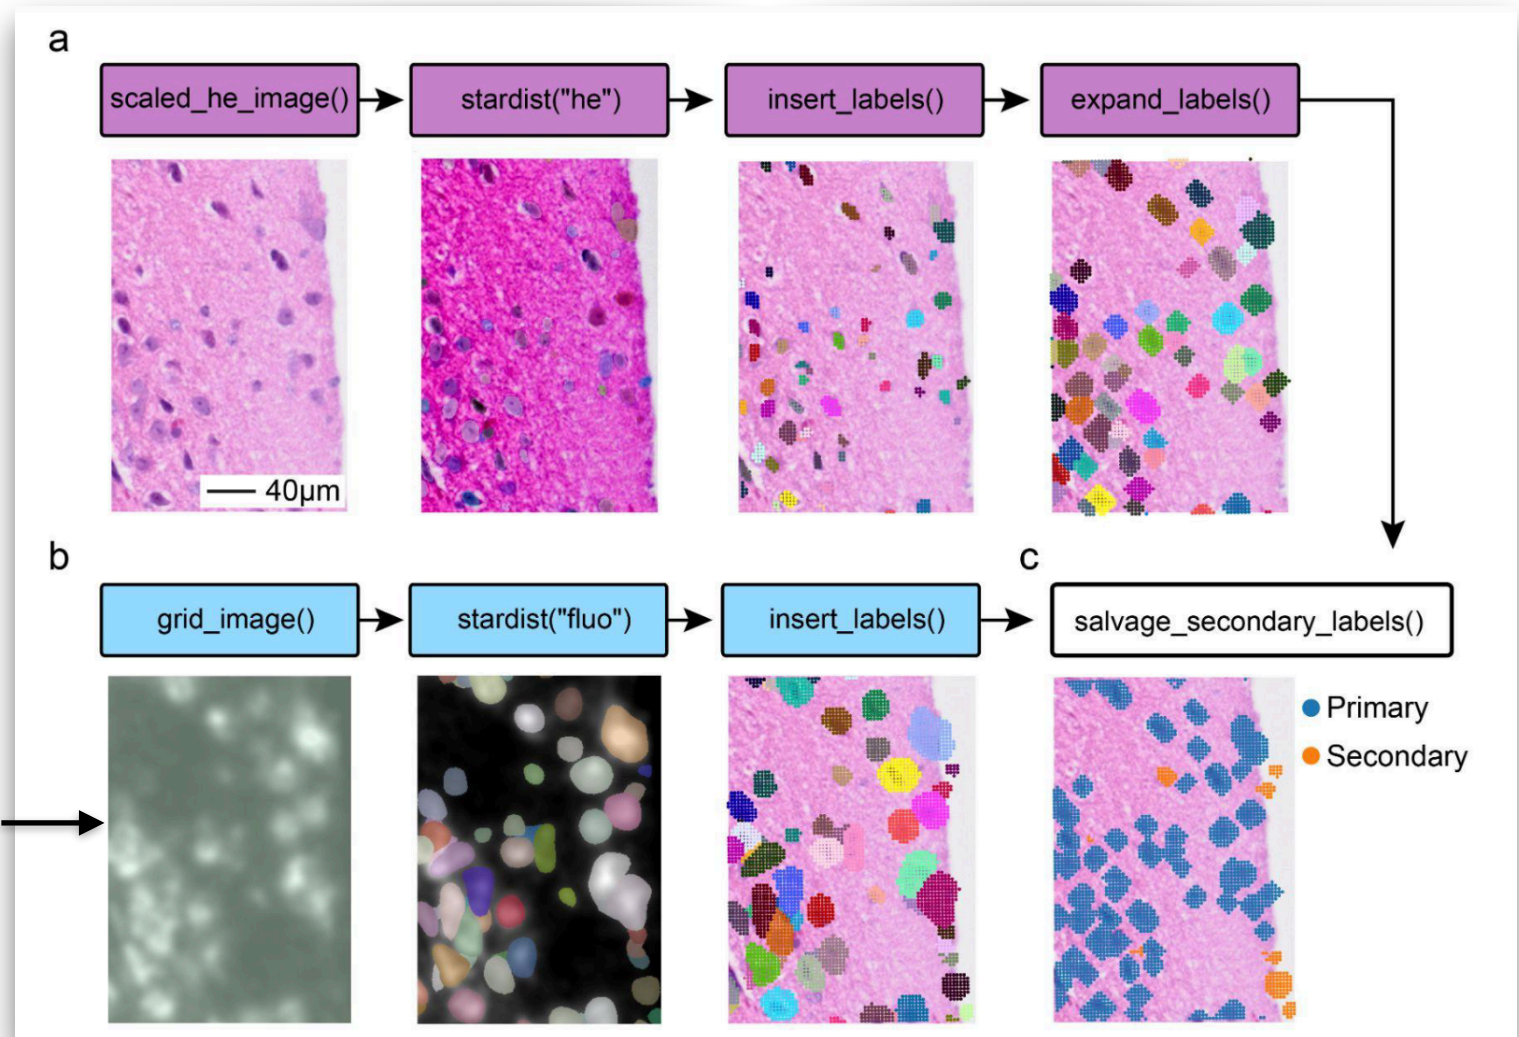 a
scaled_he_image()
stardist("he")
insert_labels()
expand_labels()
40μm
b
c
grid_image()
stardist("fluo")
insert_labels()
salvage_secondary_labels()
Primary
Secondary